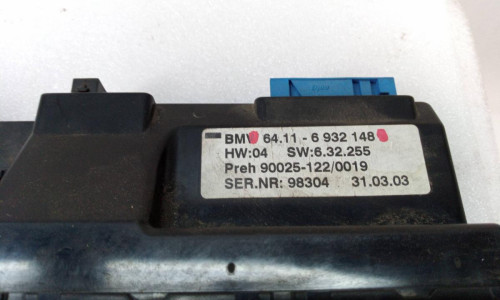 BMW 64.11 - 6 932 148
HW:04 SW:6.32.255
Preh 90025-122/0019
SER.NR: 98304 31.03.03